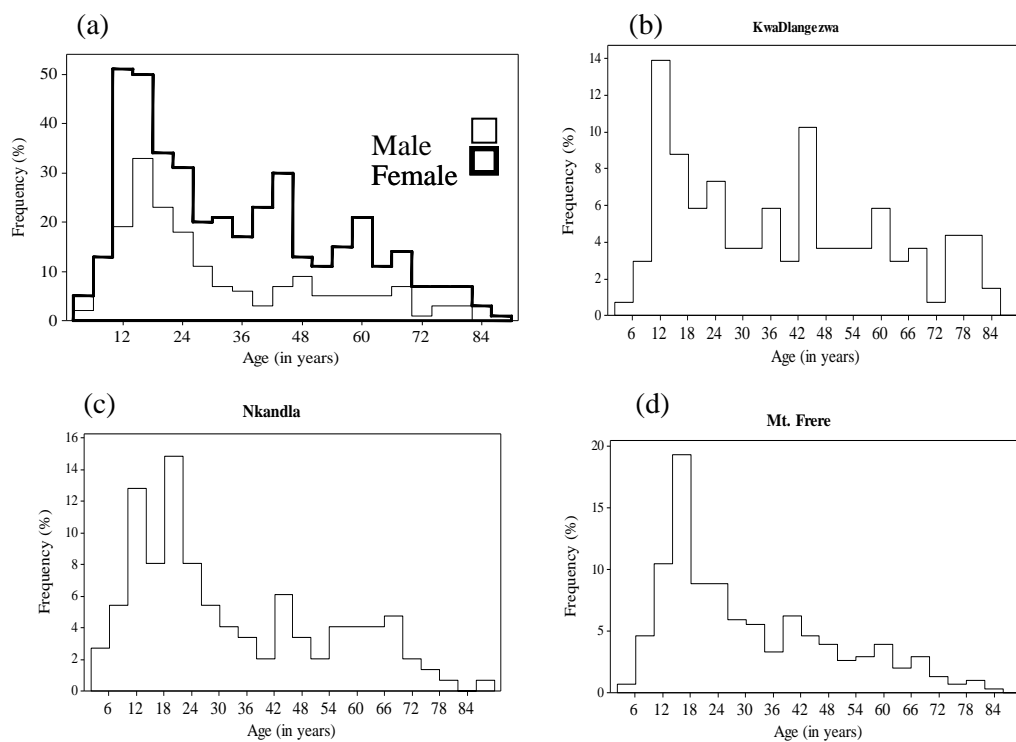 (a)
Frequency (%)
50
40
30
20
10
0
Male
Female
12 24 36 48 60 72 84
Age (in years)
(b)
KwaDlangezwa
Frequency (%)
14
12
10
8
6
4
2
0
6 12 18 24 30 36 42 48 54 60 66 72 78 84
Age (in years)
(c)
Nkandla
Frequency (%)
16
14
12
10
8
6
4
2
0
6 12 18 24 30 36 42 48 54 60 66 72 78 84
Age (in years)
(d)
Mt. Frere
Frequency (%)
20
15
10
5
0
6 12 18 24 30 36 42 48 54 60 66 72 78 84
Age (in years)